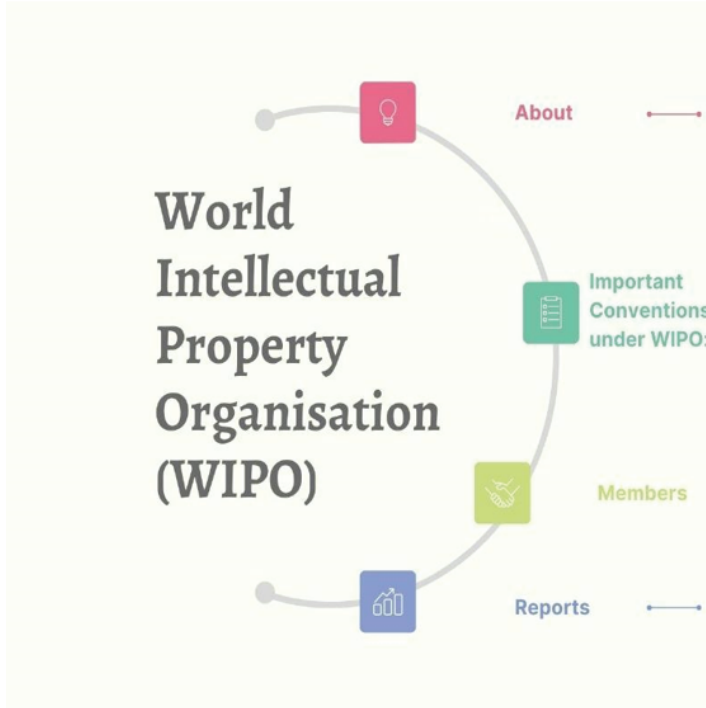 World
Intellectual
Property
Organisation
(WIPO)
About
Important
Conventions
under WIPO:
Members
Reports